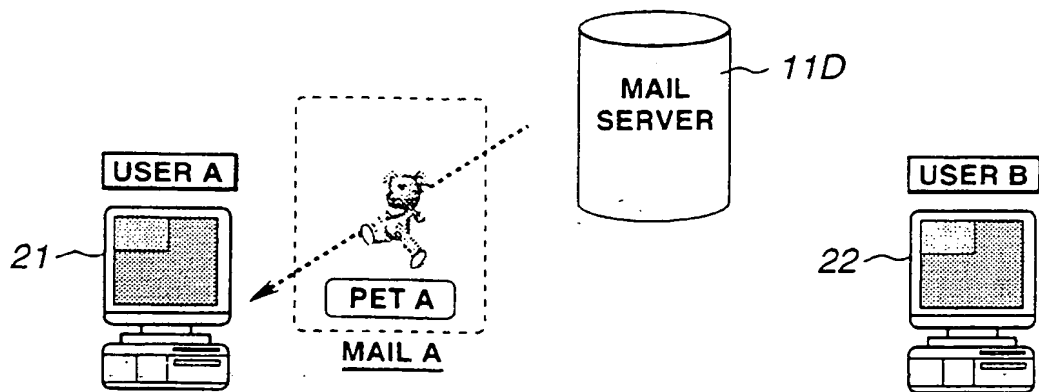 11D
MAIL
SERVER
USER A
USER B
21
22
PET A
MAIL A